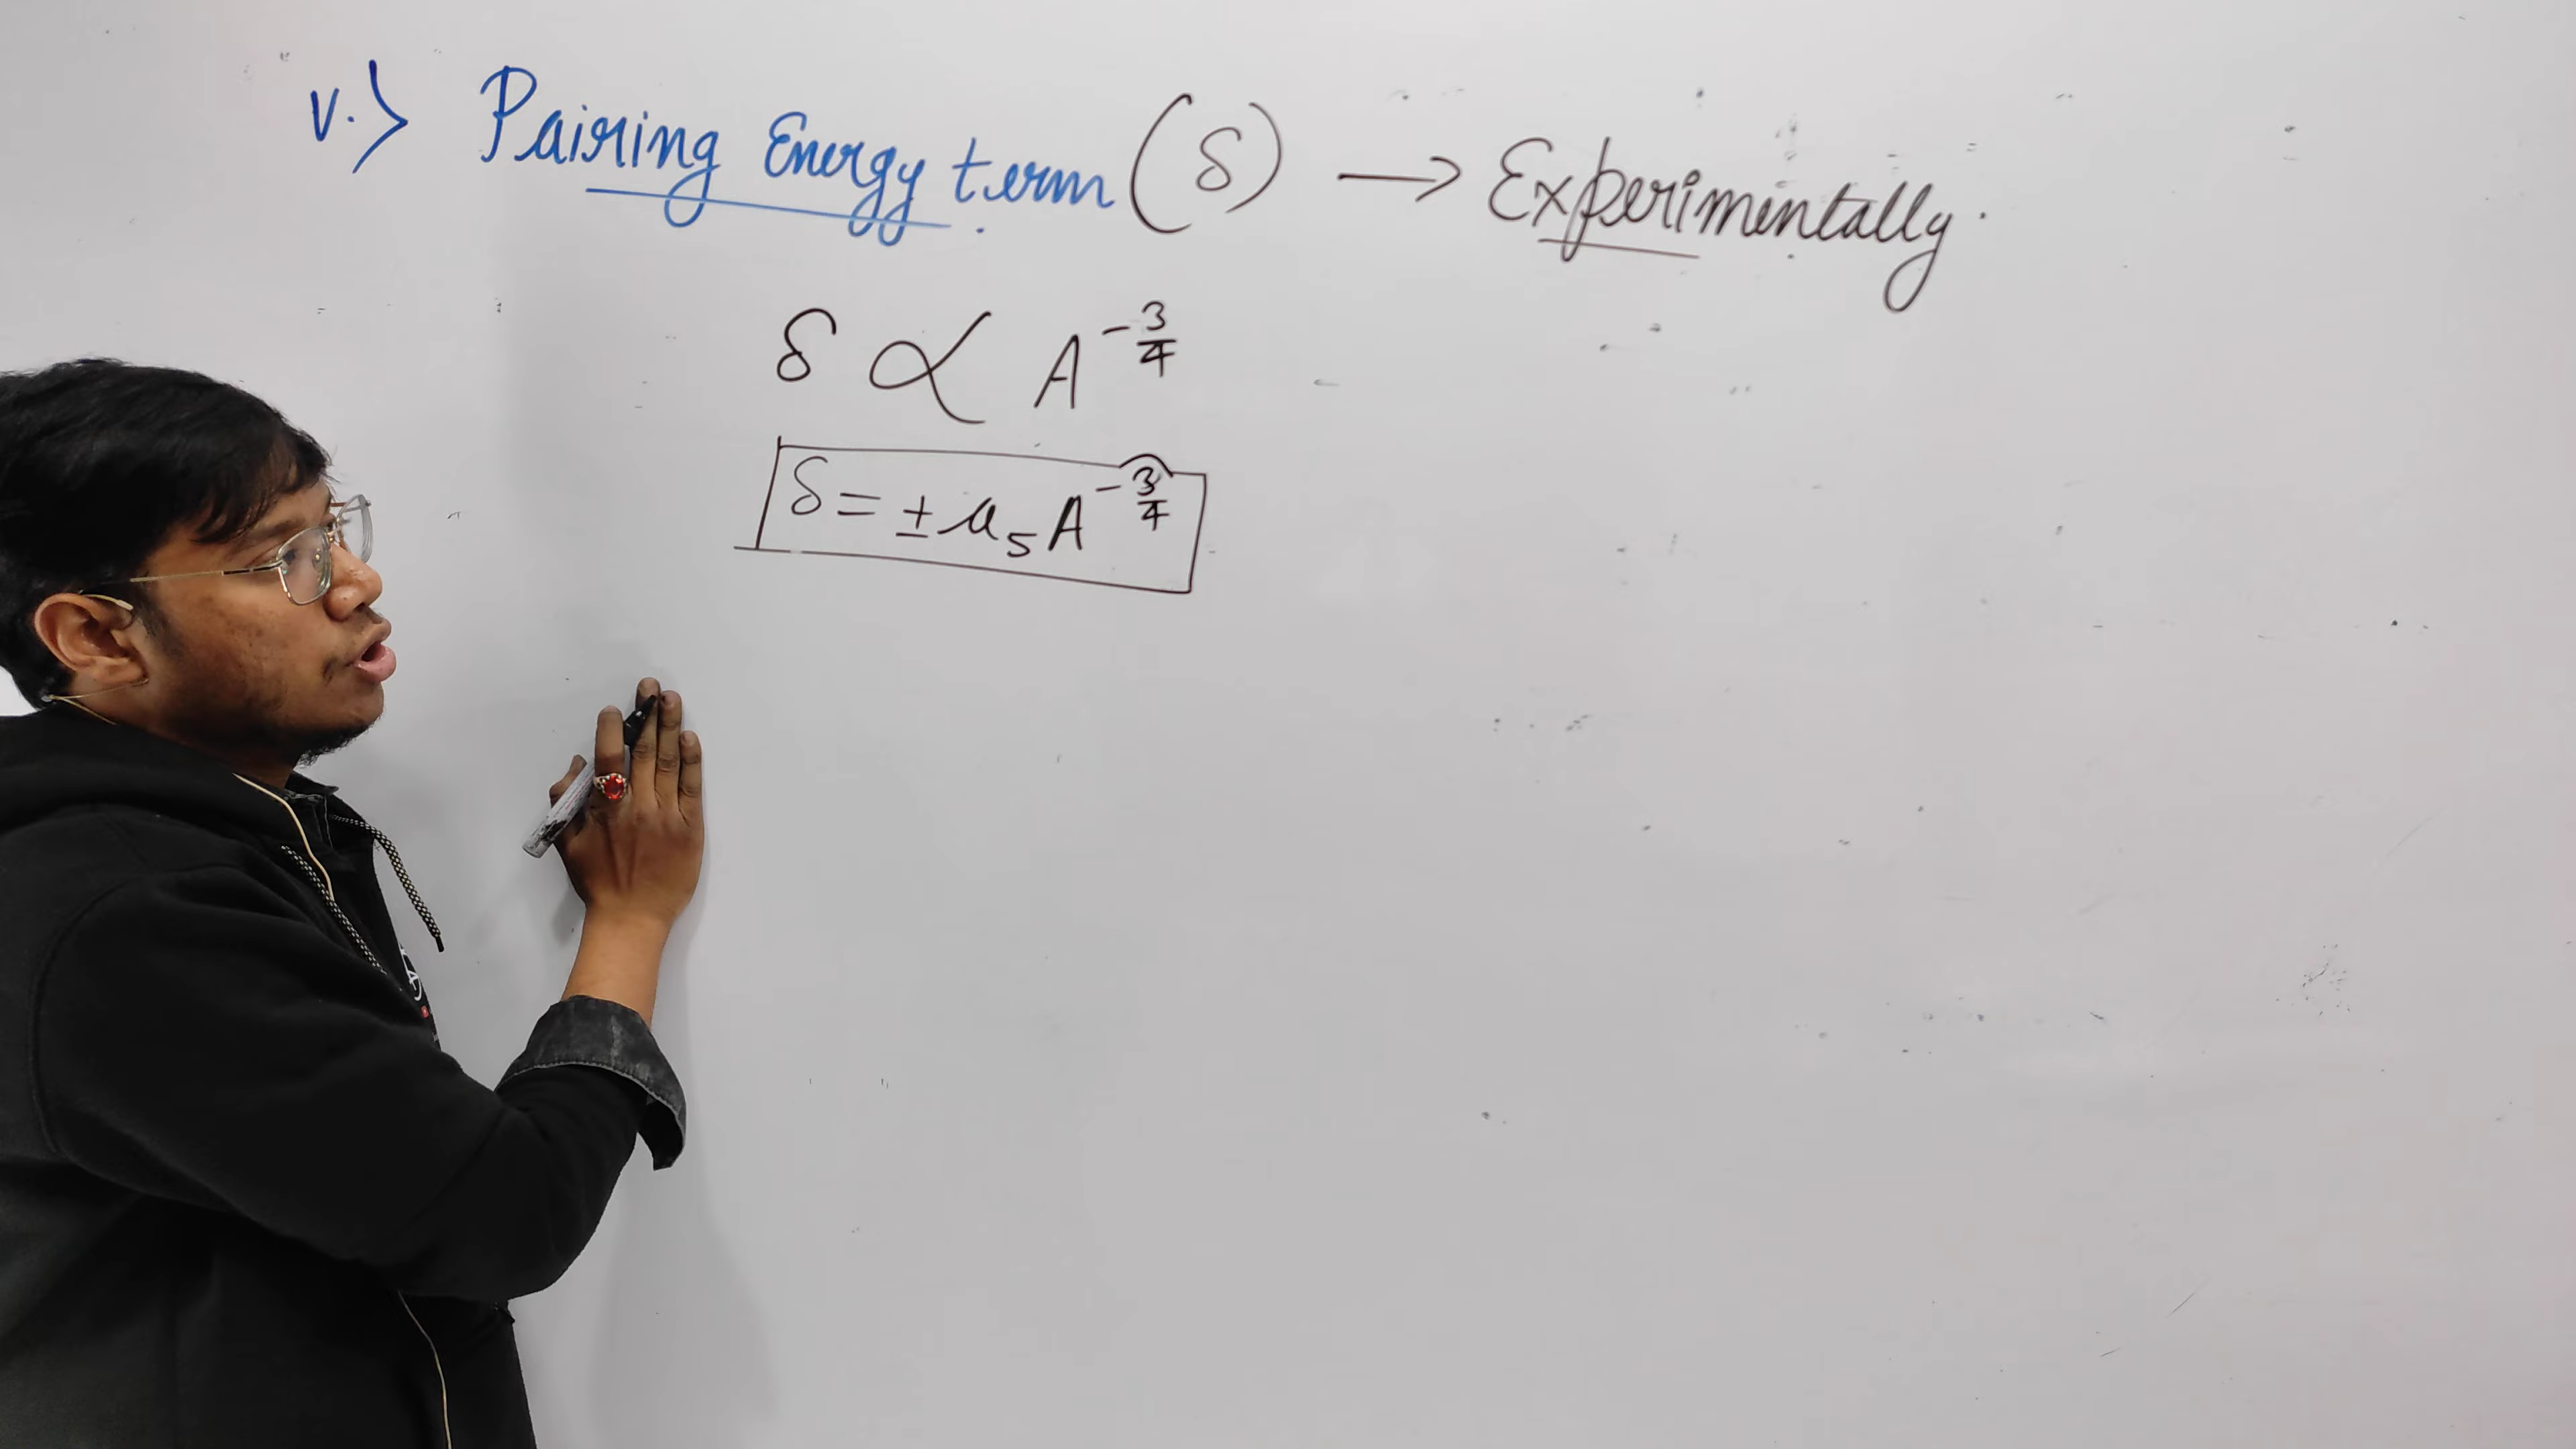 v.> Pairing Energy term (δ) → Experimentally.
δ ∝ A^{-3/4}
δ = ± a₅ A^{-3/4}